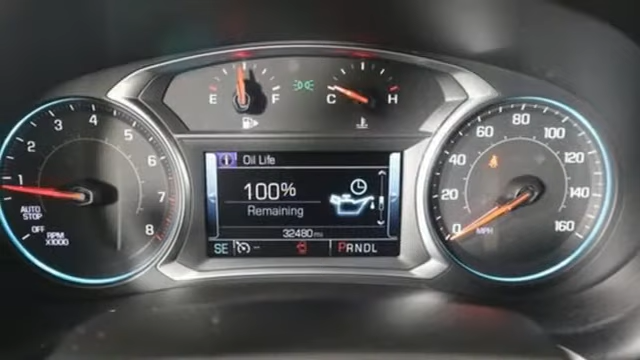 E F C H
1 2 3 4 5 6 7 8
AUTO
STOP
OFF
RPM
X1000
i Oil Life
100%
Remaining
32480 mi
SE -- PRNDL
0 20 40 60 80 100 120 140 160
MPH